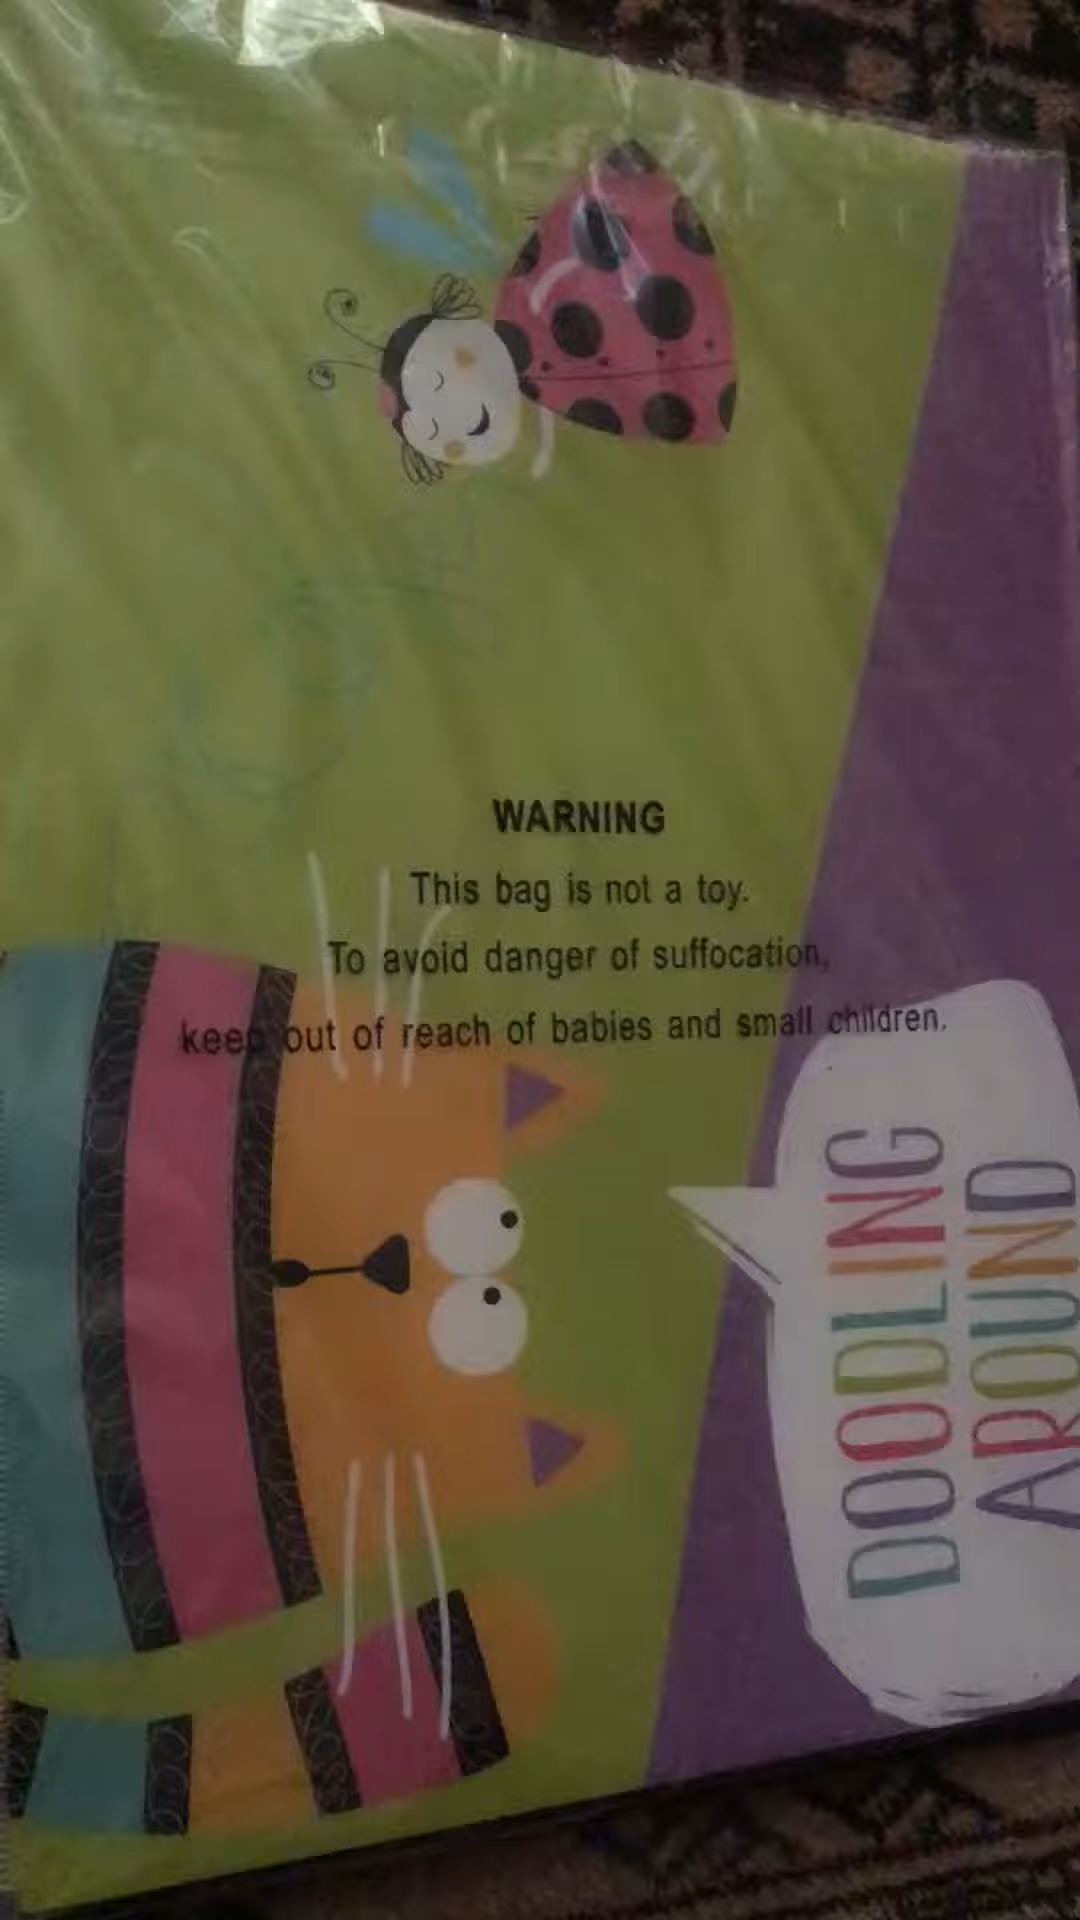 WARNING
This bag is not a toy.
To avoid danger of suffocation,
keep out of reach of babies and small children.
DOODLING
AROUND